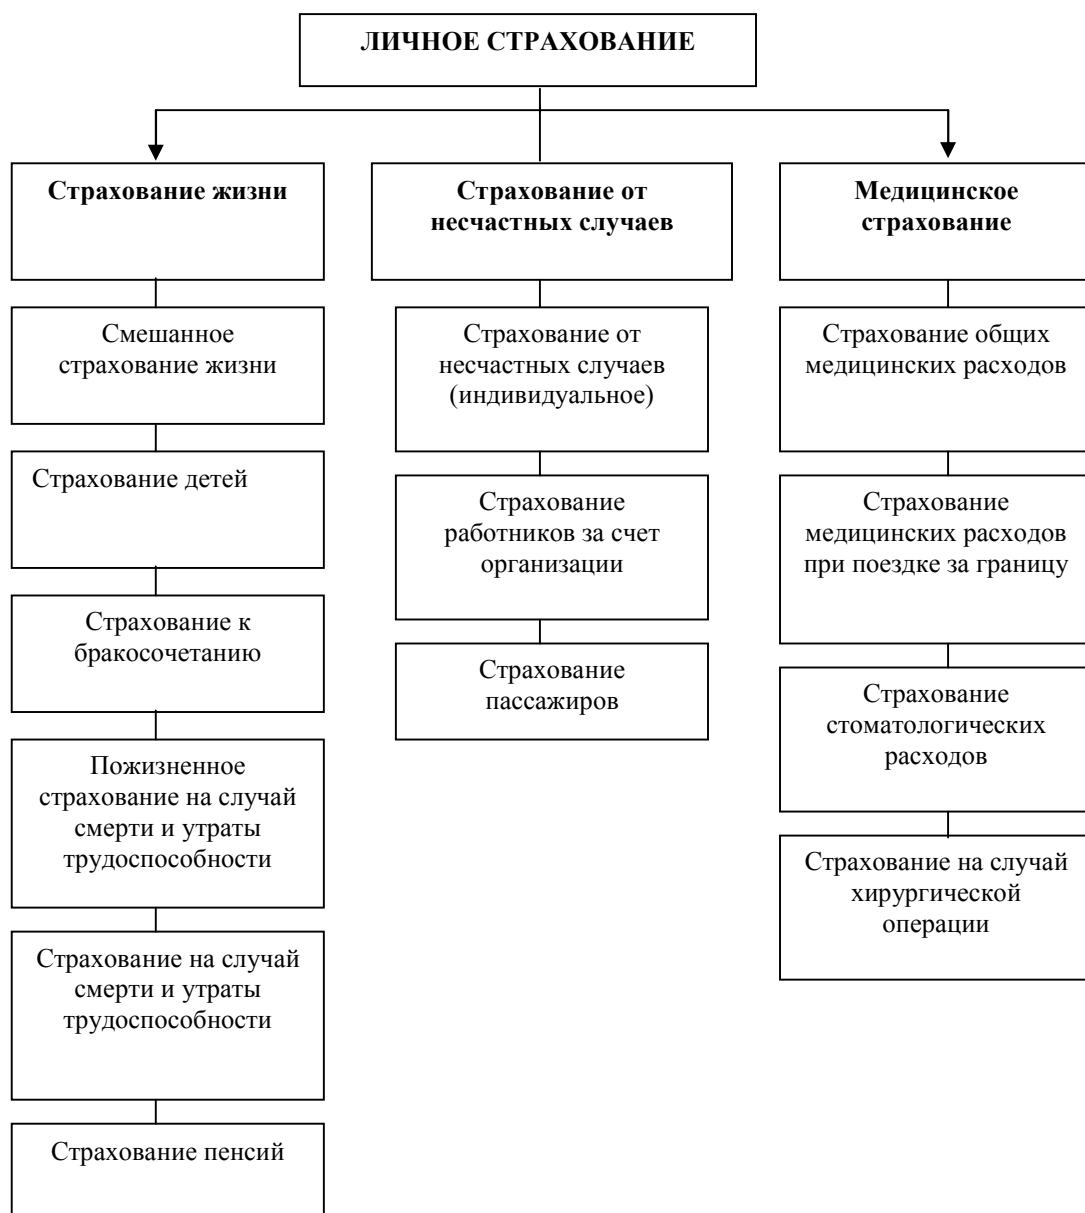 ЛИЧНОЕ СТРАХОВАНИЕ
Страхование жизни
Смешанное
страхование жизни
Страхование детей
Страхование к
бракосочетанию
Пожизненное
страхование на случай
смерти и утраты
трудоспособности
Страхование на случай
смерти и утраты
трудоспособности
Страхование пенсий
Страхование от
несчастных случаев
Страхование от
несчастных случаев
(индивидуальное)
Страхование
работников за счет
организации
Страхование
пассажиров
Медицинское
страхование
Страхование общих
медицинских расходов
Страхование
медицинских расходов
при поездке за границу
Страхование
стоматологических
расходов
Страхование на случай
хирургической
операции